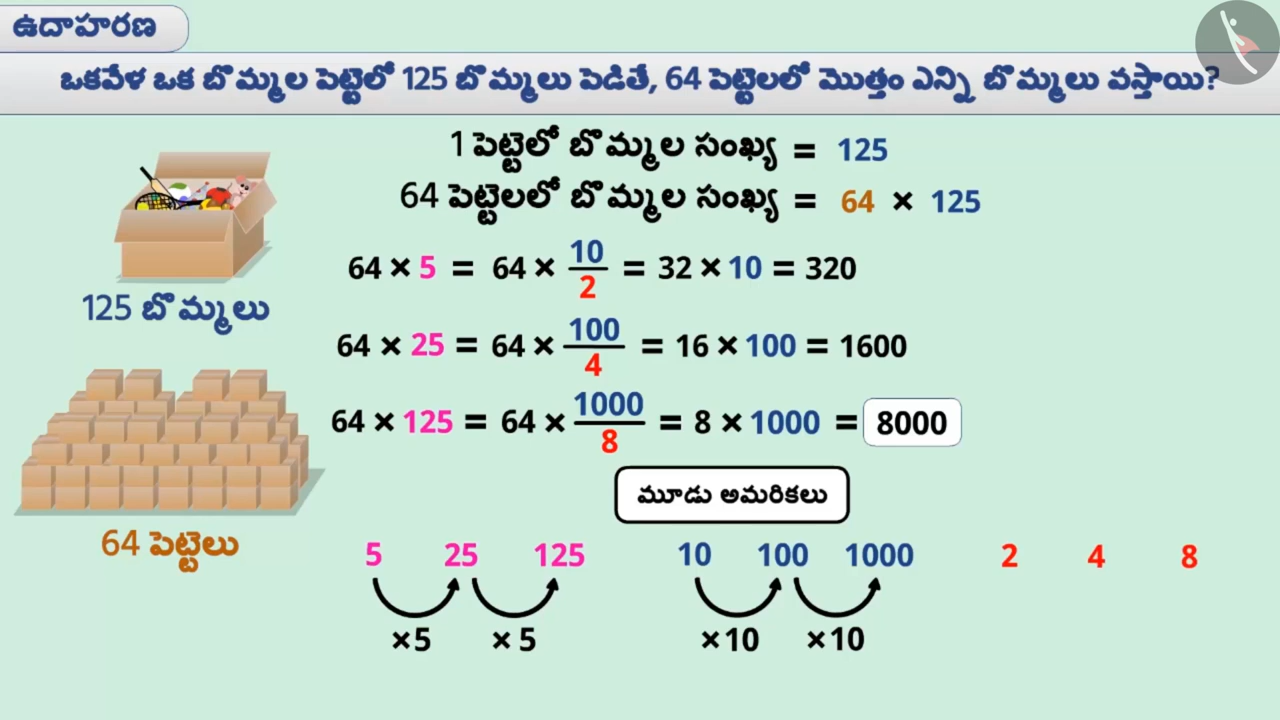 ఉదాహరణ
ఒకవేళ ఒక బొమ్మల పెట్టెలో 125 బొమ్మలు పెడితే, 64 పెట్టెలలో మొత్తం ఎన్ని బొమ్మలు వస్తాయి?
1 పెట్టెలో బొమ్మల సంఖ్య = 125
64 పెట్టెలలో బొమ్మల సంఖ్య = 64 × 125
64 × 5 = 64 × 10/2 = 32 × 10 = 320
125 బొమ్మలు
64 × 25 = 64 × 100/4 = 16 × 100 = 1600
64 × 125 = 64 × 1000/8 = 8 × 1000 = 8000
మూడు అమరికలు
64 పెట్టెలు
5 25 125 10 100 1000 2 4 8
×5 ×5 ×10 ×10